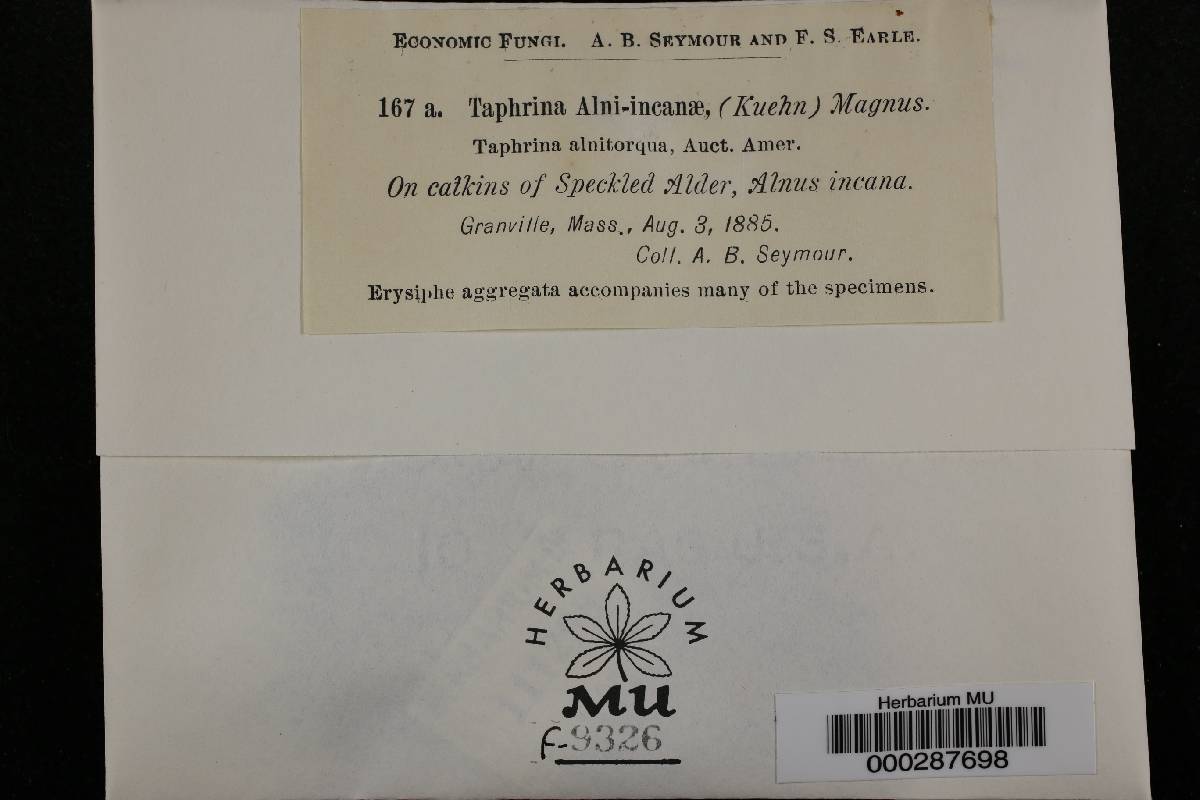 Economic Fungi. A. B. Seymour and F. S. Earle.
167 a. Taphrina Alni-incanæ, (Kuehn) Magnus.
Taphrina alnitorqua, Auct. Amer.
On catkins of Speckled Alder, Alnus incana.
Granville, Mass., Aug. 3, 1885.
Coll. A. B. Seymour.
Erysiphe aggregata accompanies many of the specimens.
HERBARIUM
MU
F-9326
Herbarium MU
000287698